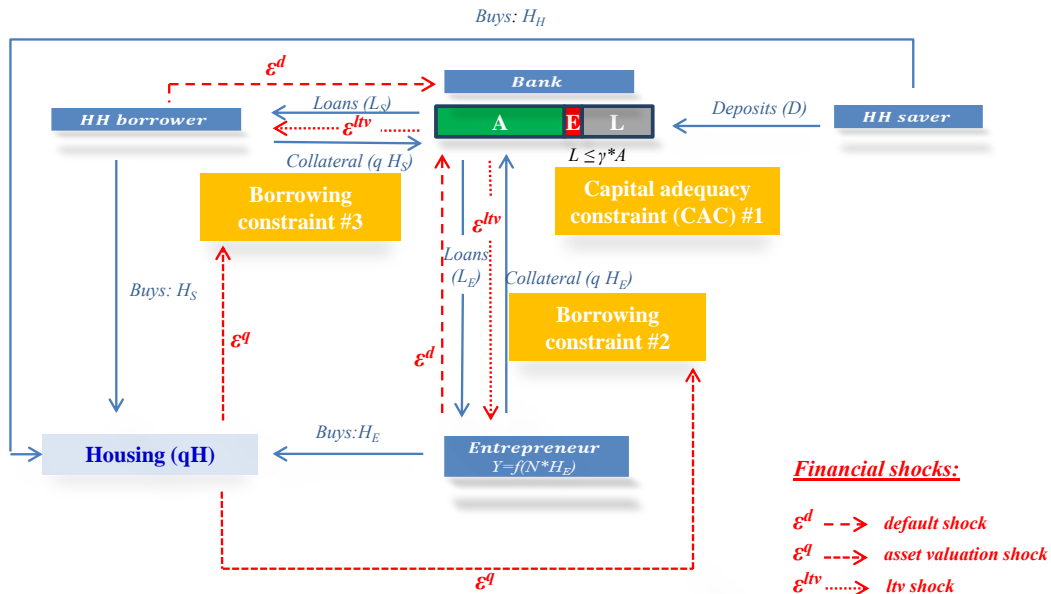 Buys: H_H
ε^d
Bank
HH borrower
Loans (L_S)
A
E
L
Deposits (D)
HH saver
ε^ltv
Collateral (q H_S)
L ≤ γ*A
Borrowing
constraint #3
Capital adequacy
constraint (CAC) #1
ε^ltv
Loans
(L_E)
Collateral (q H_E)
Buys: H_S
Borrowing
constraint #2
ε^q
ε^d
Housing (qH)
Buys:H_E
Entrepreneur
Y=f(N*H_E)
Financial shocks:
ε^d default shock
ε^q asset valuation shock
ε^ltv ltv shock
ε^q